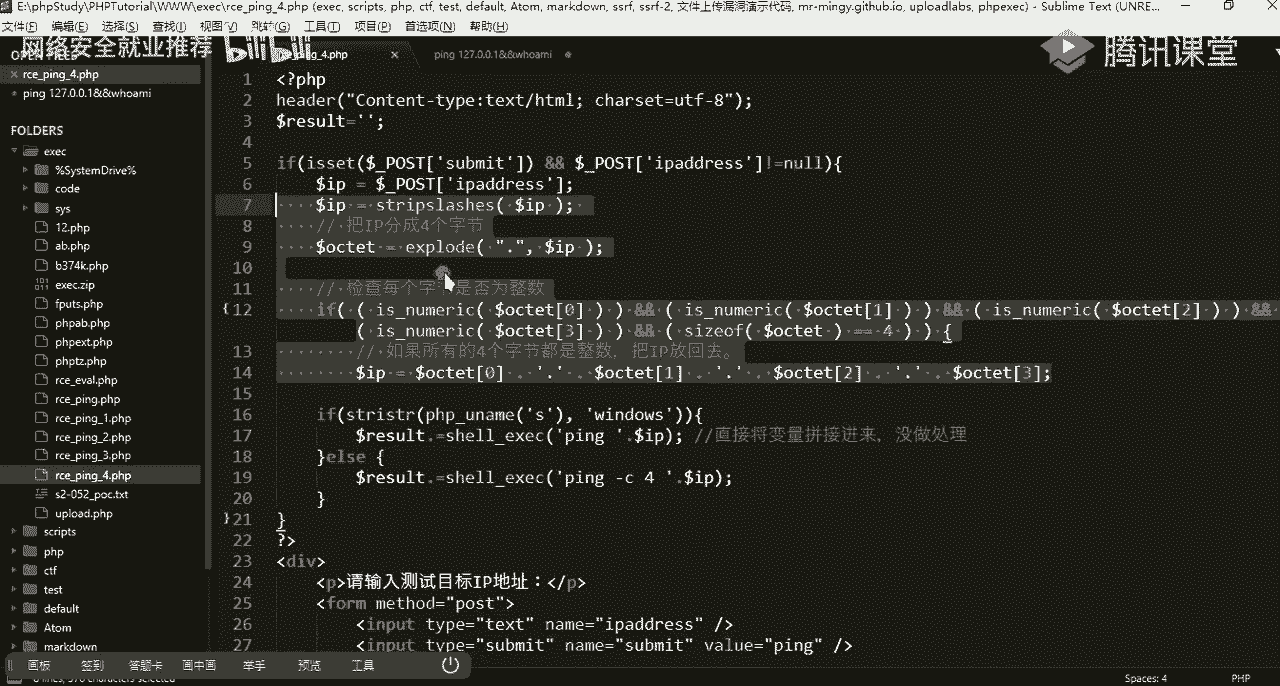 E:\phpStudy\PHPTutorial\WWW\exec\rce_ping_4.php (exec, scripts, php, ctf, test, default, Atom, markdown, ssrf, ssrf-2, 文件上传漏洞演示代码, mr-mingy.github.io, uploadlabs, phpexec) - Sublime Text (UNRE...
文件(F) 编辑(E) 选择(S) 查找(I) 视图(V) 跳转(G) 工具(T) 项目(P) 首选项(N) 帮助(H)
网络安全就业推荐 bilibili
腾讯课堂
OPEN FILES
rce_ping_4.php
ping 127.0.0.1&&whoami
ping_4.php
ping 127.0.0.1&&whoami
FOLDERS
exec
%SystemDrive%
code
sys
12.php
ab.php
b374k.php
exec.zip
fputs.php
phpab.php
phpext.php
phptz.php
rce_eval.php
rce_ping.php
rce_ping_1.php
rce_ping_2.php
rce_ping_3.php
rce_ping_4.php
s2-052_poc.txt
upload.php
scripts
php
ctf
test
default
Atom
markdown
1 <?php
2 header("Content-type:text/html; charset=utf-8");
3 $result='';
4
5 if(isset($_POST['submit']) && $_POST['ipaddress']!=null){
6 $ip = $_POST['ipaddress'];
7 $ip = stripslashes( $ip );
8 // 把IP分成4个字节
9 $octet = explode( ".", $ip );
10
11 // 检查每个字节是否为整数
12 if( ( is_numeric( $octet[0] ) ) && ( is_numeric( $octet[1] ) ) && ( is_numeric( $octet[2] ) ) &&
( is_numeric( $octet[3] ) ) && ( sizeof( $octet ) == 4 ) ) {
13 // 如果所有的4个字节都是整数，把IP放回去。
14 $ip = $octet[0] . '.' . $octet[1] . '.' . $octet[2] . '.' . $octet[3];
15
16 if(stristr(php_uname('s'), 'windows')){
17 $result.=shell_exec('ping '.$ip); //直接将变量拼接进来，没做处理
18 }else {
19 $result.=shell_exec('ping -c 4 '.$ip);
20 }
21 }
22 ?>
23 <div>
24 <p>请输入测试目标IP地址：</p>
25 <form method="post">
26 <input type="text" name="ipaddress" />
27 <input type="submit" name="submit" value="ping" />
画板 签到 答题卡 画中画 举手 预览 工具
characters selected
Spaces: 4
PHP